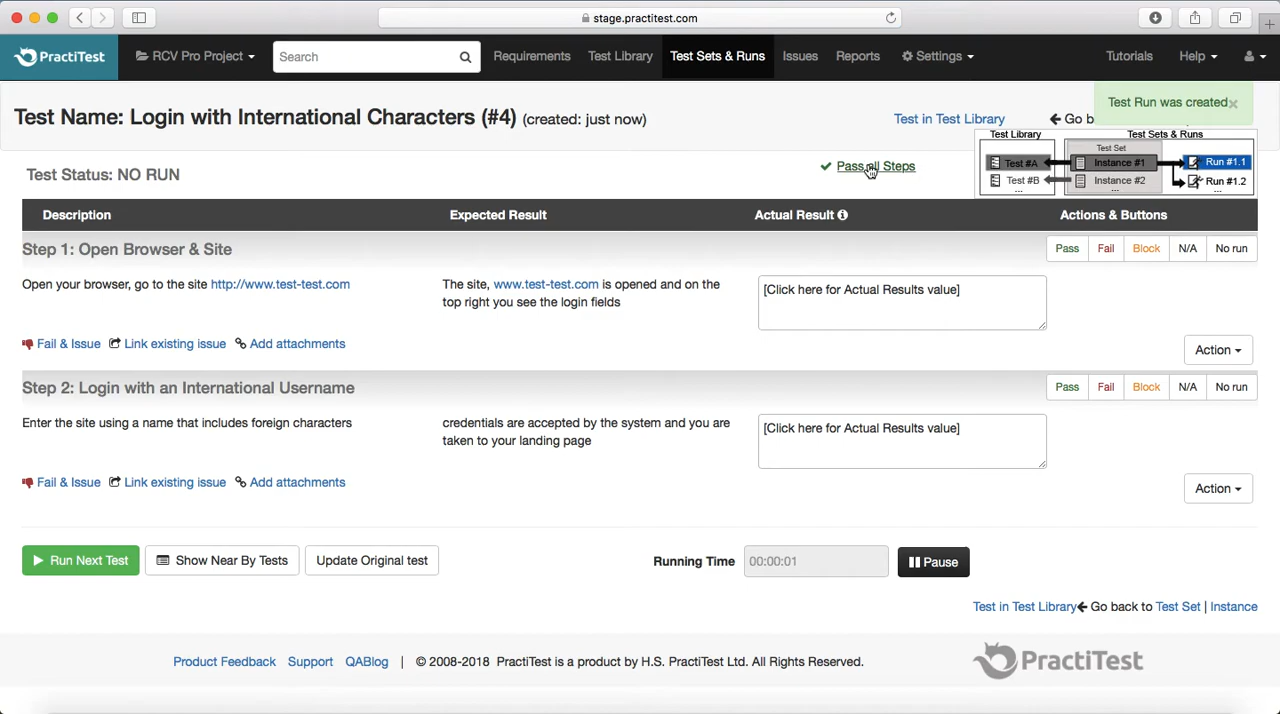 stage.practitest.com
PractiTest
RCV Pro Project
Search
Requirements
Test Library
Test Sets & Runs
Issues
Reports
Settings
Tutorials
Help
Test Run was created
Test Name: Login with International Characters (#4) (created: just now)
Test in Test Library
Go b
Test Library
Test Sets & Runs
Test Set
Test #A
Instance #1
Run #1.1
Test #B
Instance #2
Run #1.2
...
...
...
Test Status: NO RUN
Pass all Steps
Description
Expected Result
Actual Result
Actions & Buttons
Step 1: Open Browser & Site
Pass
Fail
Block
N/A
No run
Open your browser, go to the site http://www.test-test.com
The site, www.test-test.com is opened and on the
top right you see the login fields
[Click here for Actual Results value]
Fail & Issue
Link existing issue
Add attachments
Action
Step 2: Login with an International Username
Pass
Fail
Block
N/A
No run
Enter the site using a name that includes foreign characters
credentials are accepted by the system and you are
taken to your landing page
[Click here for Actual Results value]
Fail & Issue
Link existing issue
Add attachments
Action
Run Next Test
Show Near By Tests
Update Original test
Running Time
00:00:01
Pause
Test in Test Library Go back to Test Set | Instance
Product Feedback
Support
QABlog
| © 2008-2018 PractiTest is a product by H.S. PractiTest Ltd. All Rights Reserved.
PractiTest